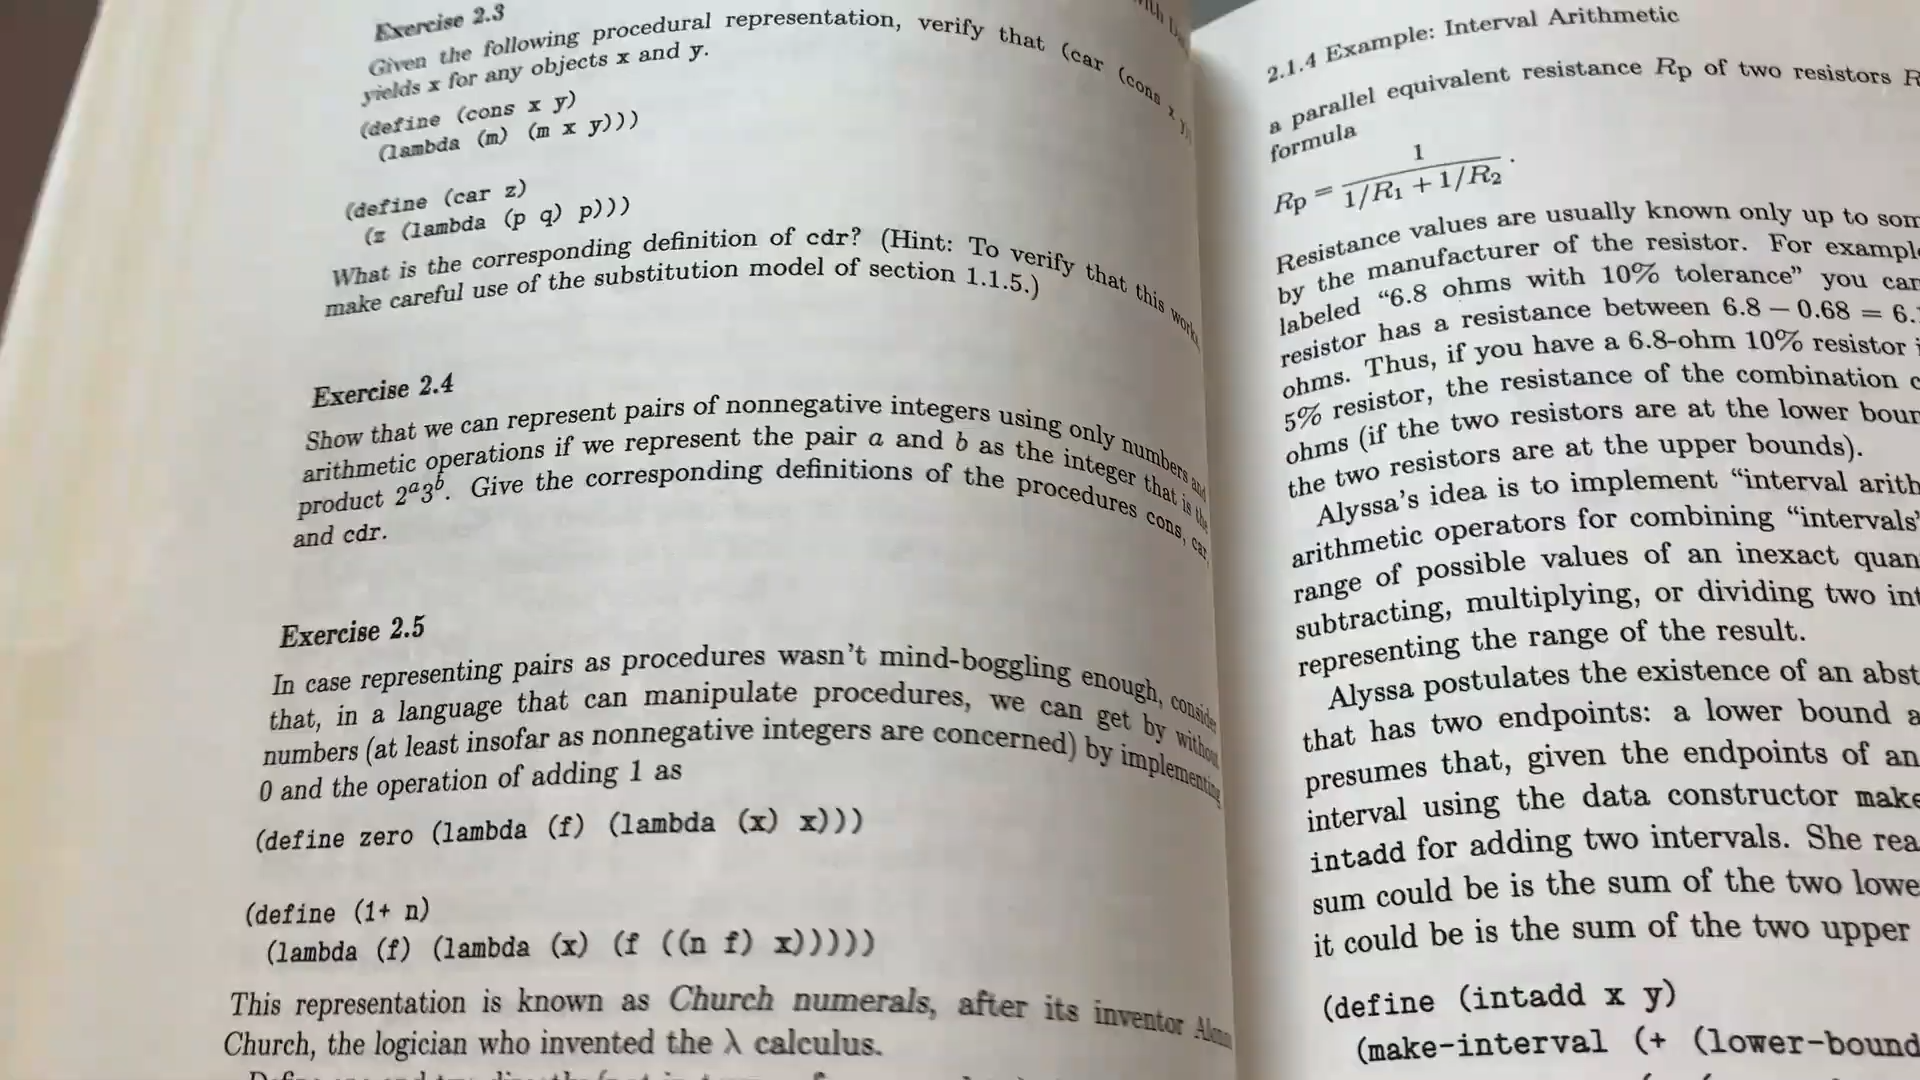 Exercise 2.3
Given the following procedural representation, verify that (car (cons x y))
yields x for any objects x and y.
(define (cons x y)
(lambda (m) (m x y)))
(define (car z)
(z (lambda (p q) p)))
What is the corresponding definition of cdr? (Hint: To verify that this works,
make careful use of the substitution model of section 1.1.5.)
Exercise 2.4
Show that we can represent pairs of nonnegative integers using only numbers and
arithmetic operations if we represent the pair a and b as the integer that is the
product 2ᵃ3ᵇ. Give the corresponding definitions of the procedures cons, car,
and cdr.
Exercise 2.5
In case representing pairs as procedures wasn't mind-boggling enough, consider
that, in a language that can manipulate procedures, we can get by without
numbers (at least insofar as nonnegative integers are concerned) by implementing
0 and the operation of adding 1 as
(define zero (lambda (f) (lambda (x) x)))
(define (1+ n)
(lambda (f) (lambda (x) (f ((n f) x)))))
This representation is known as Church numerals, after its inventor
Church, the logician who invented the λ calculus.
2.1.4 Example: Interval Arithmetic
a parallel equivalent resistance Rp of two resistors
formula
Rp = 1 / (1/R₁ + 1/R₂).
Resistance values are usually known only up to som
by the manufacturer of the resistor. For example
labeled "6.8 ohms with 10% tolerance" you can
resistor has a resistance between 6.8 − 0.68 = 6.
ohms. Thus, if you have a 6.8-ohm 10% resistor
5% resistor, the resistance of the combination c
ohms (if the two resistors are at the lower boun
the two resistors are at the upper bounds).
Alyssa's idea is to implement "interval arith
arithmetic operators for combining "intervals"
range of possible values of an inexact quan
subtracting, multiplying, or dividing two int
representing the range of the result.
Alyssa postulates the existence of an abst
that has two endpoints: a lower bound a
presumes that, given the endpoints of an
interval using the data constructor make
intadd for adding two intervals. She rea
sum could be is the sum of the two lowe
it could be is the sum of the two upper
(define (intadd x y)
(make-interval (+ (lower-bound